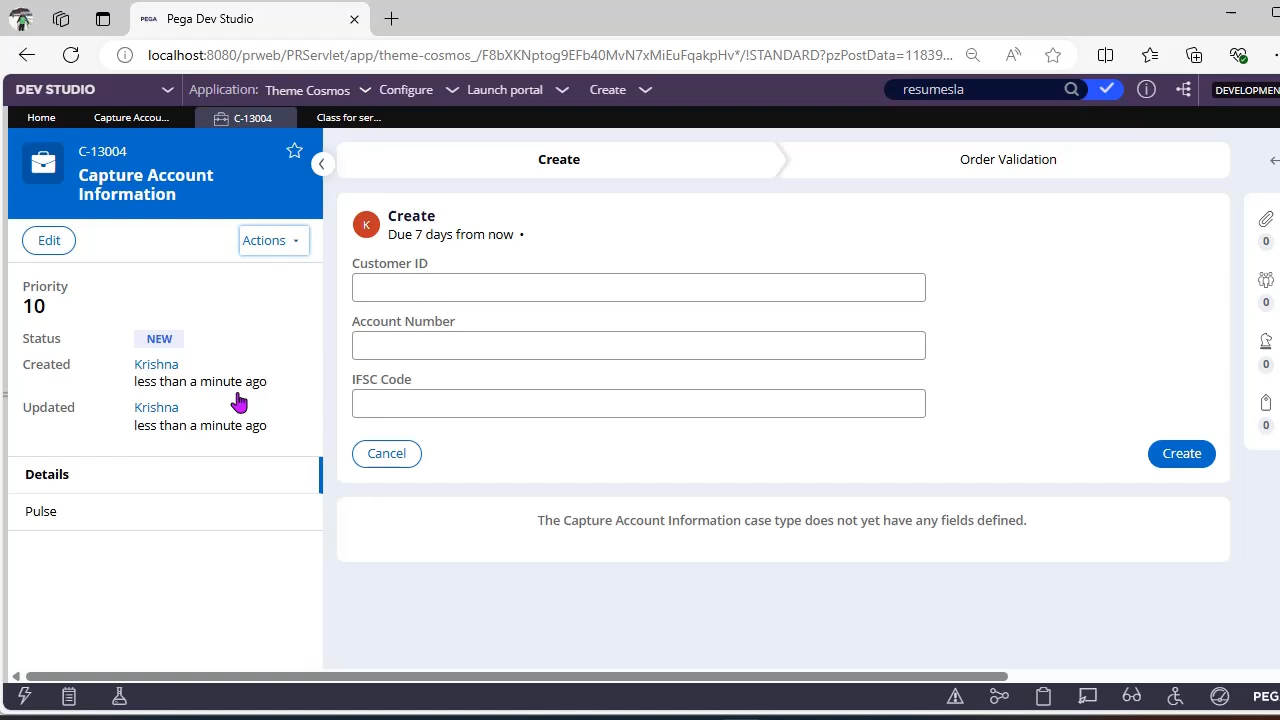 PEGA Pega Dev Studio
localhost:8080/prweb/PRServlet/app/theme-cosmos_/F8bXKNptog9EFb40MvN7xMiEuFqakpHv*/!STANDARD?pzPostData=11839...
DEV STUDIO Application: Theme Cosmos Configure Launch portal Create resumesla DEVELOPMEN
Home Capture Accou... C-13004 Class for ser...
C-13004
Capture Account
Information
Edit Actions
Priority
10
Status NEW
Created Krishna
less than a minute ago
Updated Krishna
less than a minute ago
Details
Pulse
Create Order Validation
K Create
Due 7 days from now •
Customer ID
Account Number
IFSC Code
Cancel Create
The Capture Account Information case type does not yet have any fields defined.
0
0
0
0
PEG